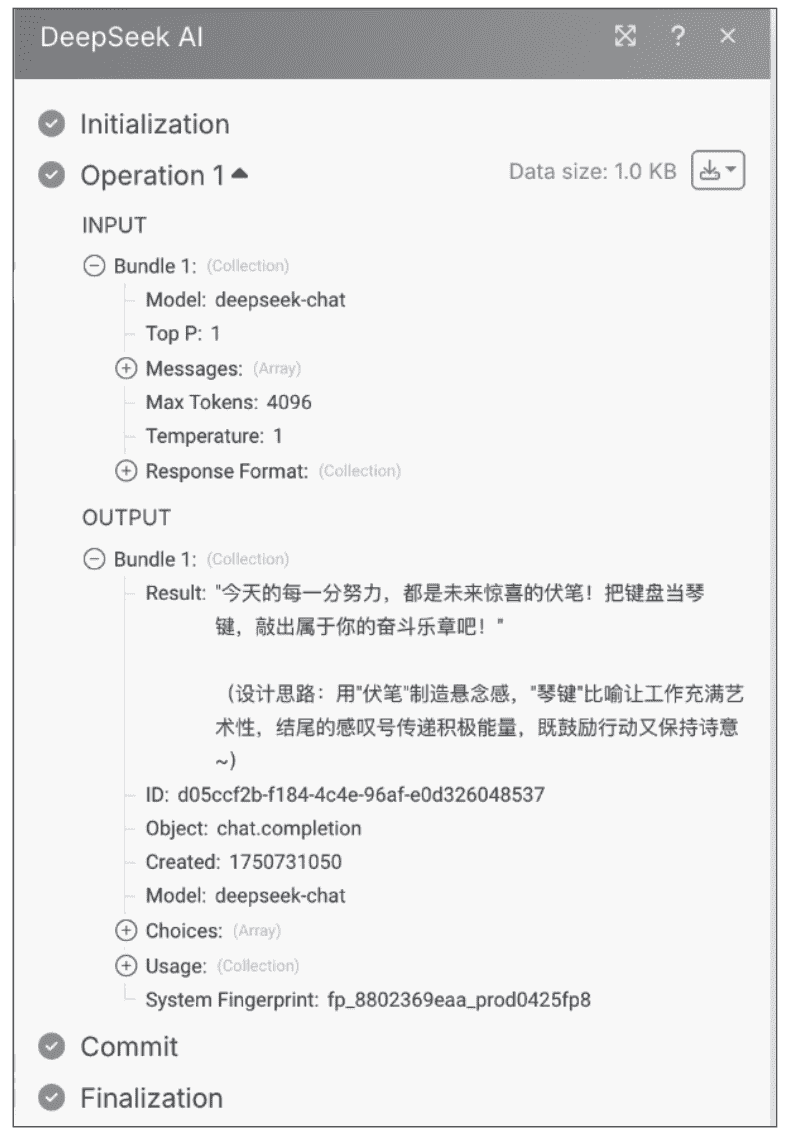 DeepSeek AI
Initialization
Operation 1
Data size: 1.0 KB
INPUT
Bundle 1: (Collection)
Model: deepseek-chat
Top P: 1
Messages: (Array)
Max Tokens: 4096
Temperature: 1
Response Format: (Collection)
OUTPUT
Bundle 1: (Collection)
Result: "今天的每一分努力，都是未来惊喜的伏笔！把键盘当琴
键，敲出属于你的奋斗乐章吧！"
（设计思路：用"伏笔"制造悬念感，"琴键"比喻让工作充满艺
术性，结尾的感叹号传递积极能量，既鼓励行动又保持诗意
~)
ID: d05ccf2b-f184-4c4e-96af-e0d326048537
Object: chat.completion
Created: 1750731050
Model: deepseek-chat
Choices: (Array)
Usage: (Collection)
System Fingerprint: fp_8802369eaa_prod0425fp8
Commit
Finalization